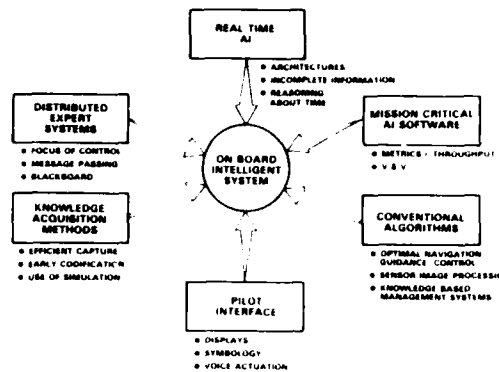 REAL TIME
AI
• ARCHITECTURES
• INCOMPLETE INFORMATION
• REASONING
ABOUT TIME
DISTRIBUTED
EXPERT
SYSTEMS
• FOCUS OF CONTROL
• MESSAGE PASSING
• BLACKBOARD
MISSION CRITICAL
AI SOFTWARE
• METRICS - THROUGHPUT
• V & V
ON BOARD
INTELLIGENT
SYSTEM
KNOWLEDGE
ACQUISITION
METHODS
• EFFICIENT CAPTURE
• EARLY CODIFICATION
• USE OF SIMULATION
CONVENTIONAL
ALGORITHMS
• OPTIMAL NAVIGATION
GUIDANCE CONTROL
• SENSOR IMAGE PROCESSI
• KNOWLEDGE BASED
MANAGEMENT SYSTEMS
PILOT
INTERFACE
• DISPLAYS
• SYMBOLOGY
• VOICE ACTUATION